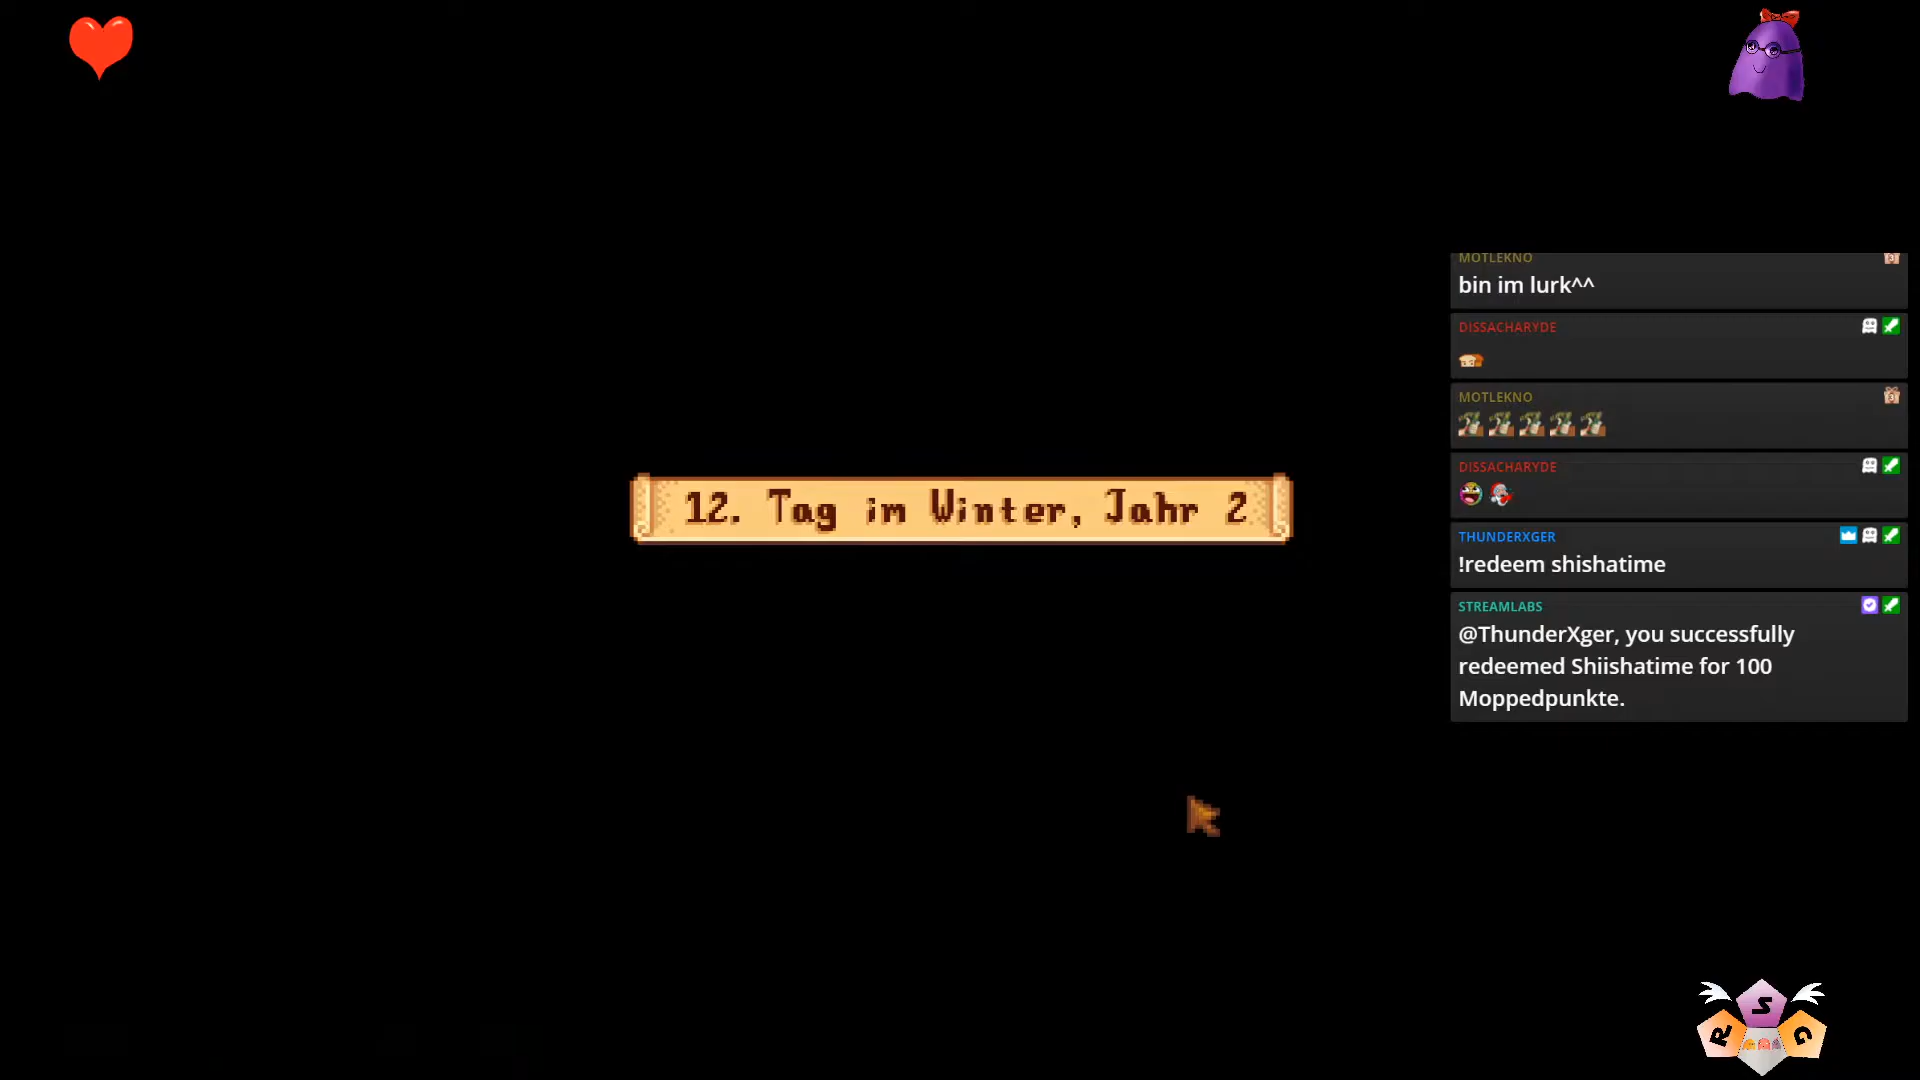 12. Tag im Winter, Jahr 2
MOTLEKNO
bin im lurk^^
DISSACHARYDE
MOTLEKNO
DISSACHARYDE
THUNDERXGER
!redeem shishatime
STREAMLABS
@ThunderXger, you successfully
redeemed Shiishatime for 100
Moppedpunkte.
R S G